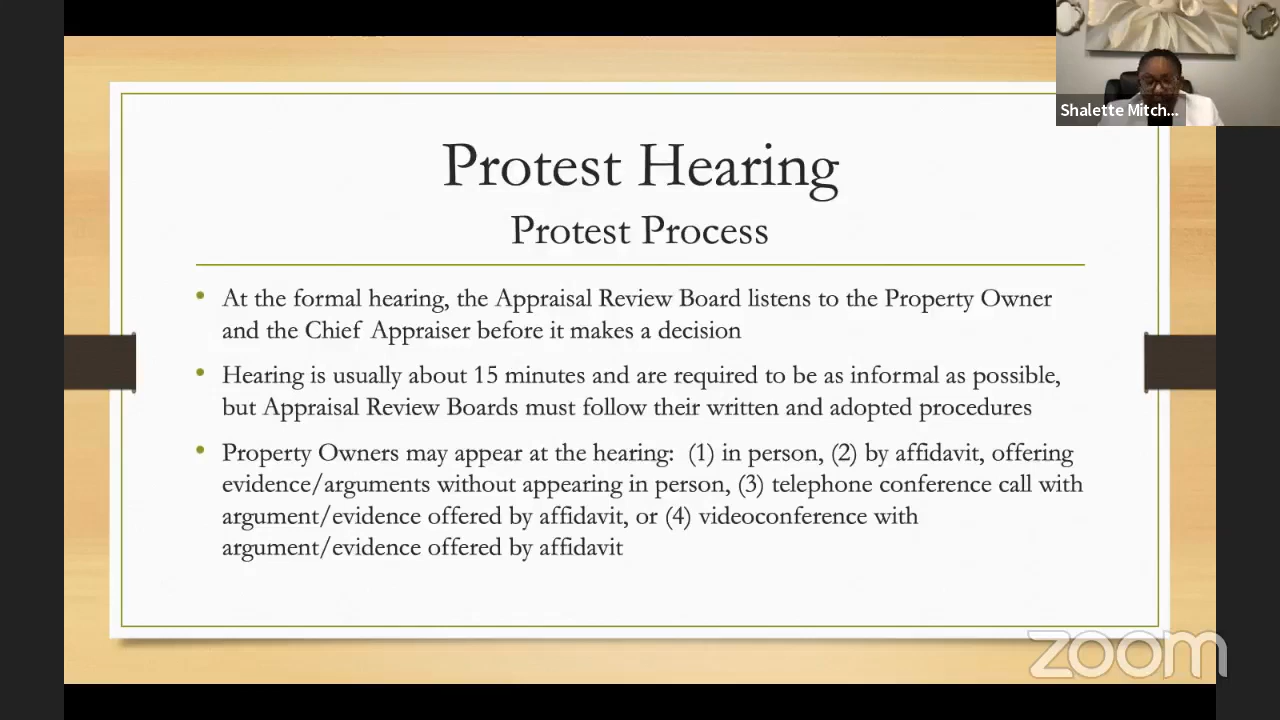 Shalette Mitch...
Protest Hearing
Protest Process
• At the formal hearing, the Appraisal Review Board listens to the Property Owner
and the Chief Appraiser before it makes a decision
• Hearing is usually about 15 minutes and are required to be as informal as possible,
but Appraisal Review Boards must follow their written and adopted procedures
• Property Owners may appear at the hearing: (1) in person, (2) by affidavit, offering
evidence/arguments without appearing in person, (3) telephone conference call with
argument/evidence offered by affidavit, or (4) videoconference with
argument/evidence offered by affidavit
zoom